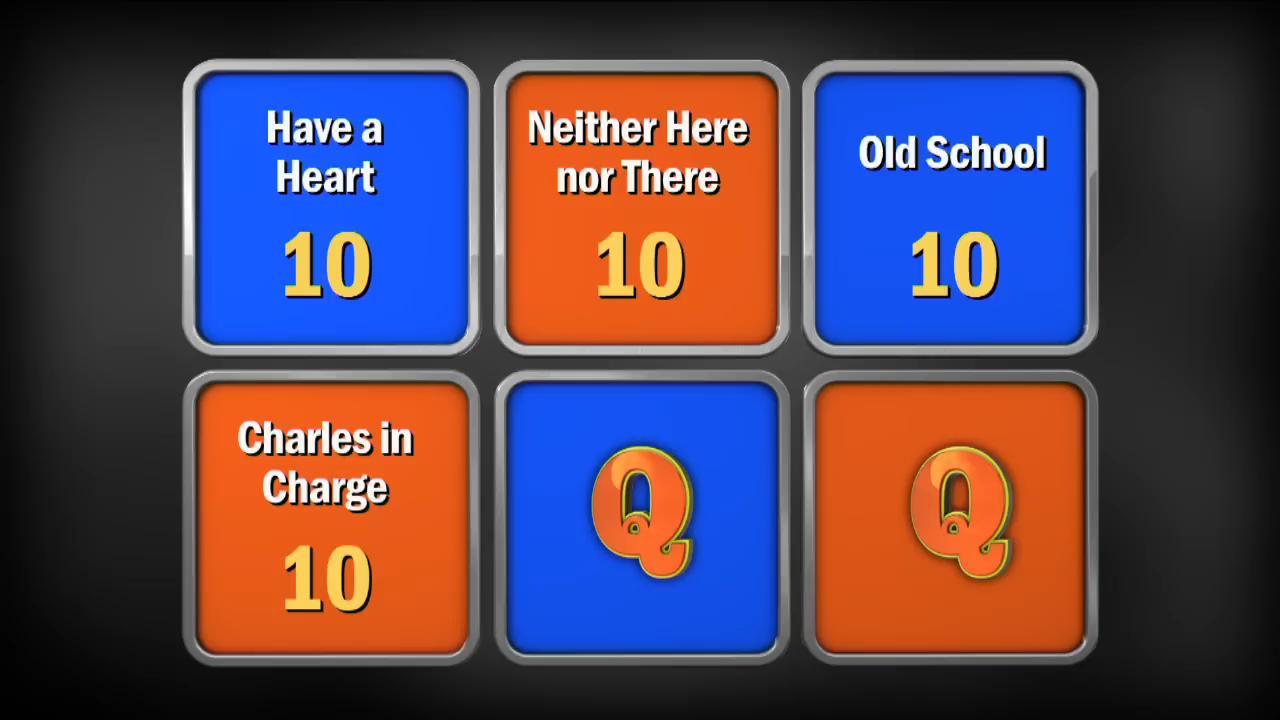 Have a
Heart
10
Neither Here
nor There
10
Old School
10
Charles in
Charge
10
Q
Q